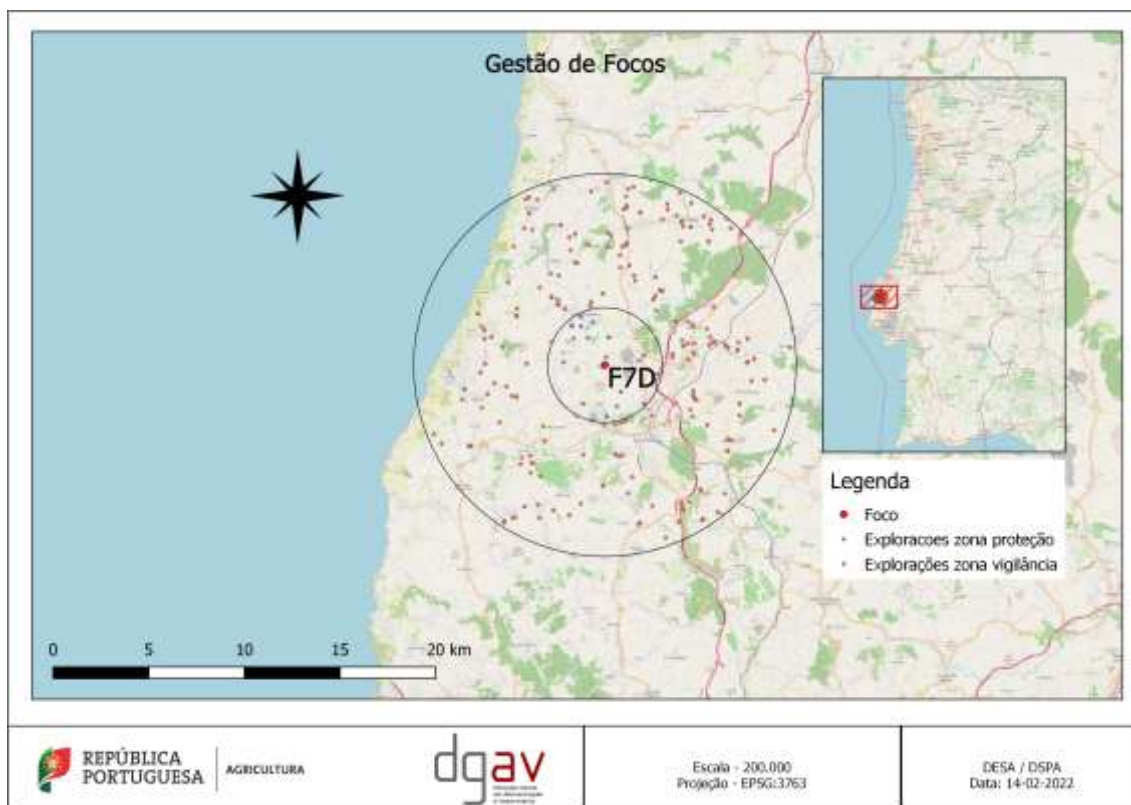 Gestão de Focos
F7D
Legenda
Foco
Exploracoes zona proteção
Explorações zona vigilância
0 5 10 15 20 km
REPÚBLICA
PORTUGUESA
AGRICULTURA
dgav
Escala - 200.000
Projeção - EPSG:3763
DESA / DSPA
Data: 14-02-2022